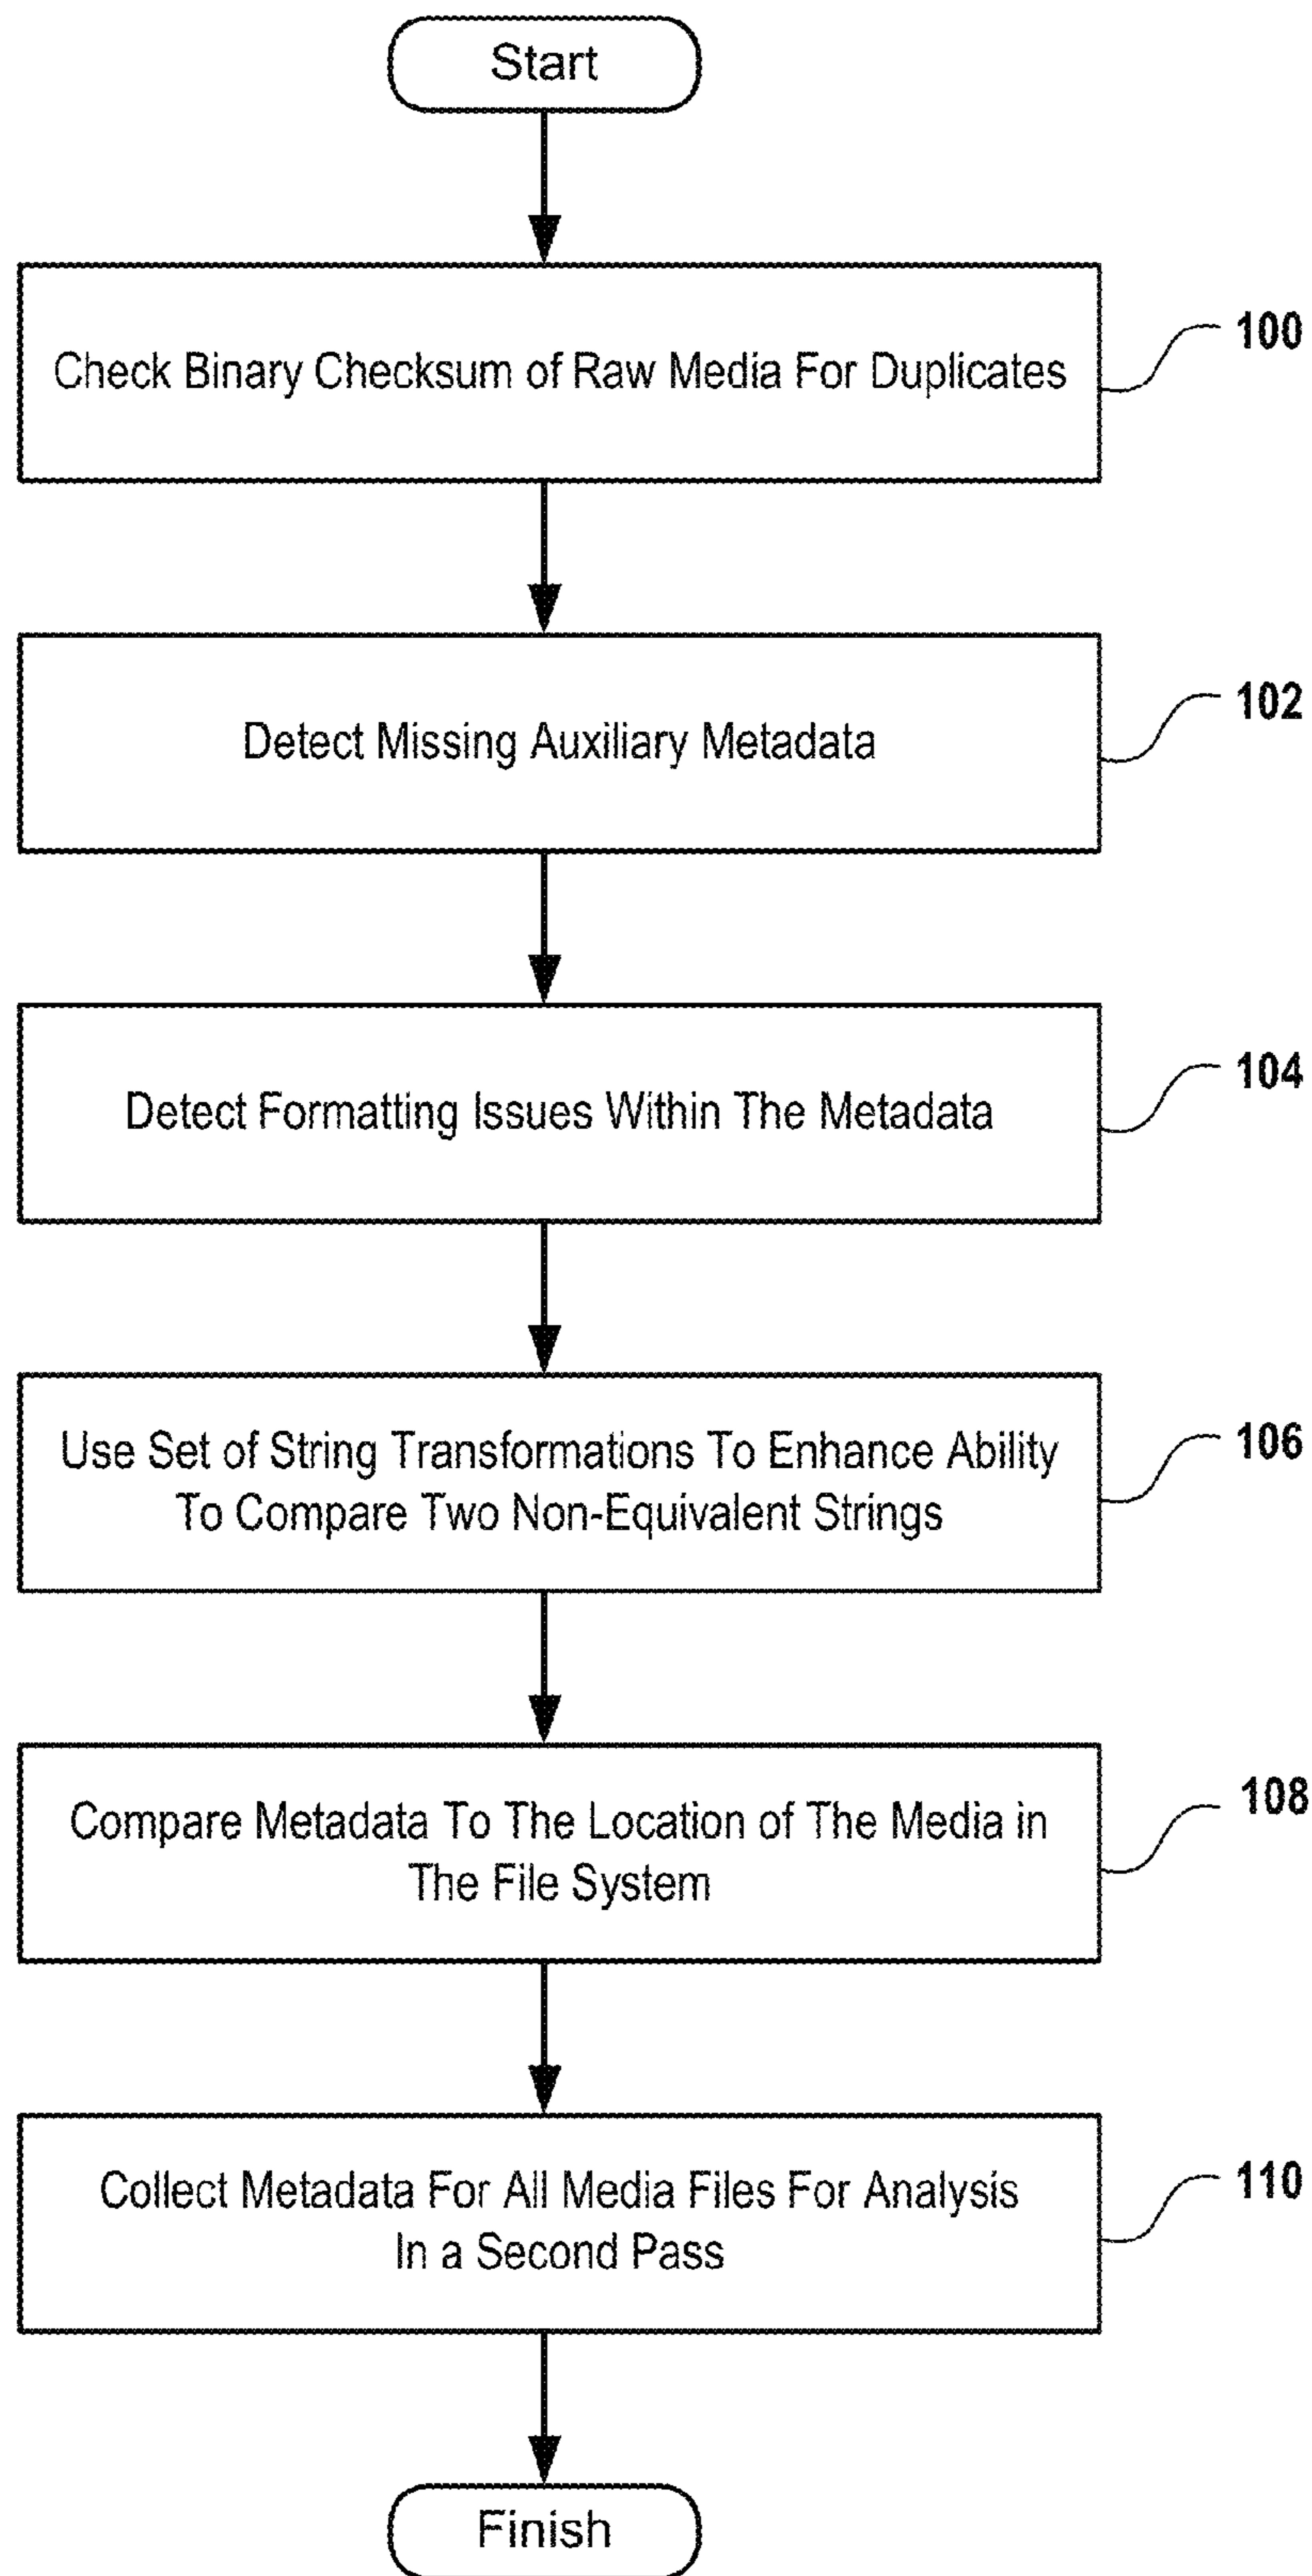 Start
Check Binary Checksum of Raw Media For Duplicates
100
Detect Missing Auxiliary Metadata
102
Detect Formatting Issues Within The Metadata
104
Use Set of String Transformations To Enhance Ability
To Compare Two Non-Equivalent Strings
106
Compare Metadata To The Location of The Media in
The File System
108
Collect Metadata For All Media Files For Analysis
In a Second Pass
110
Finish